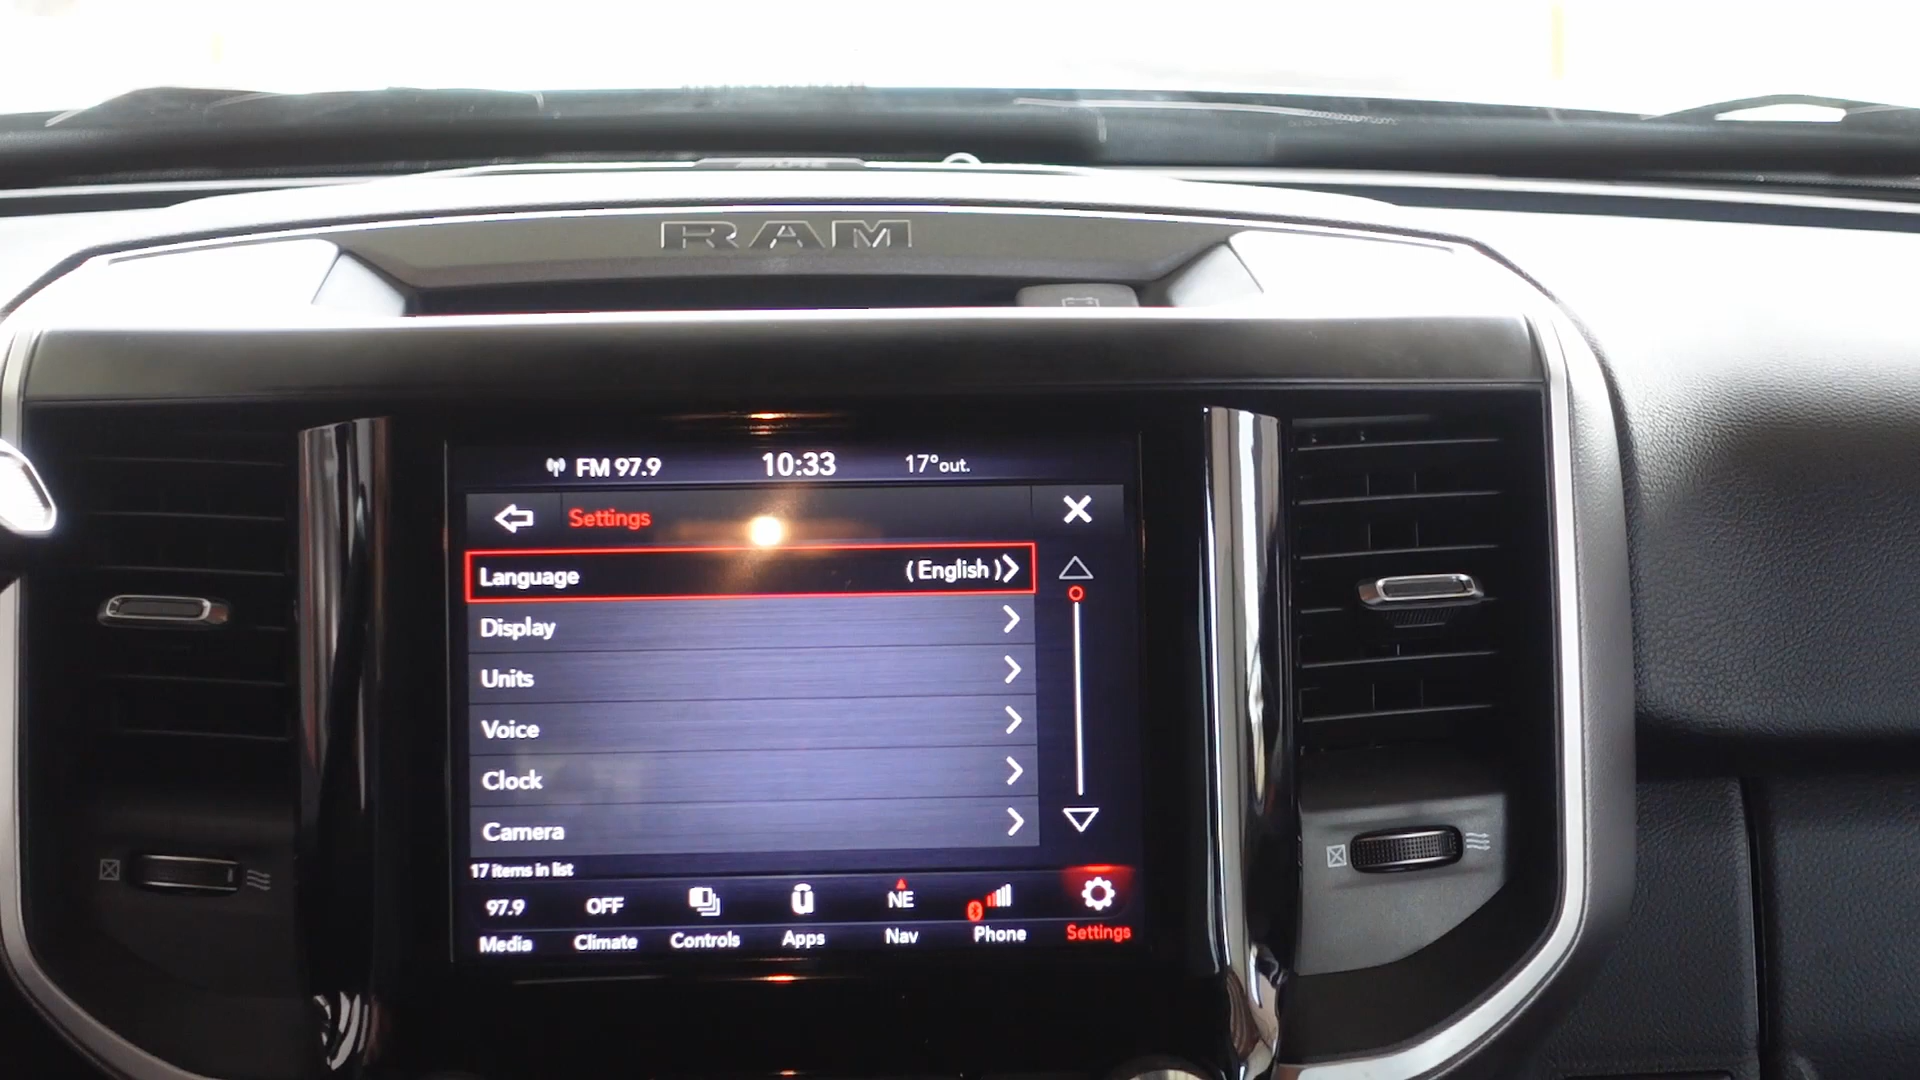 RAM
FM 97.9 10:33 17°out.
Settings
Language (English)
Display
Units
Voice
Clock
Camera
17 items in list
97.9 OFF NE
Media Climate Controls Apps Nav Phone Settings